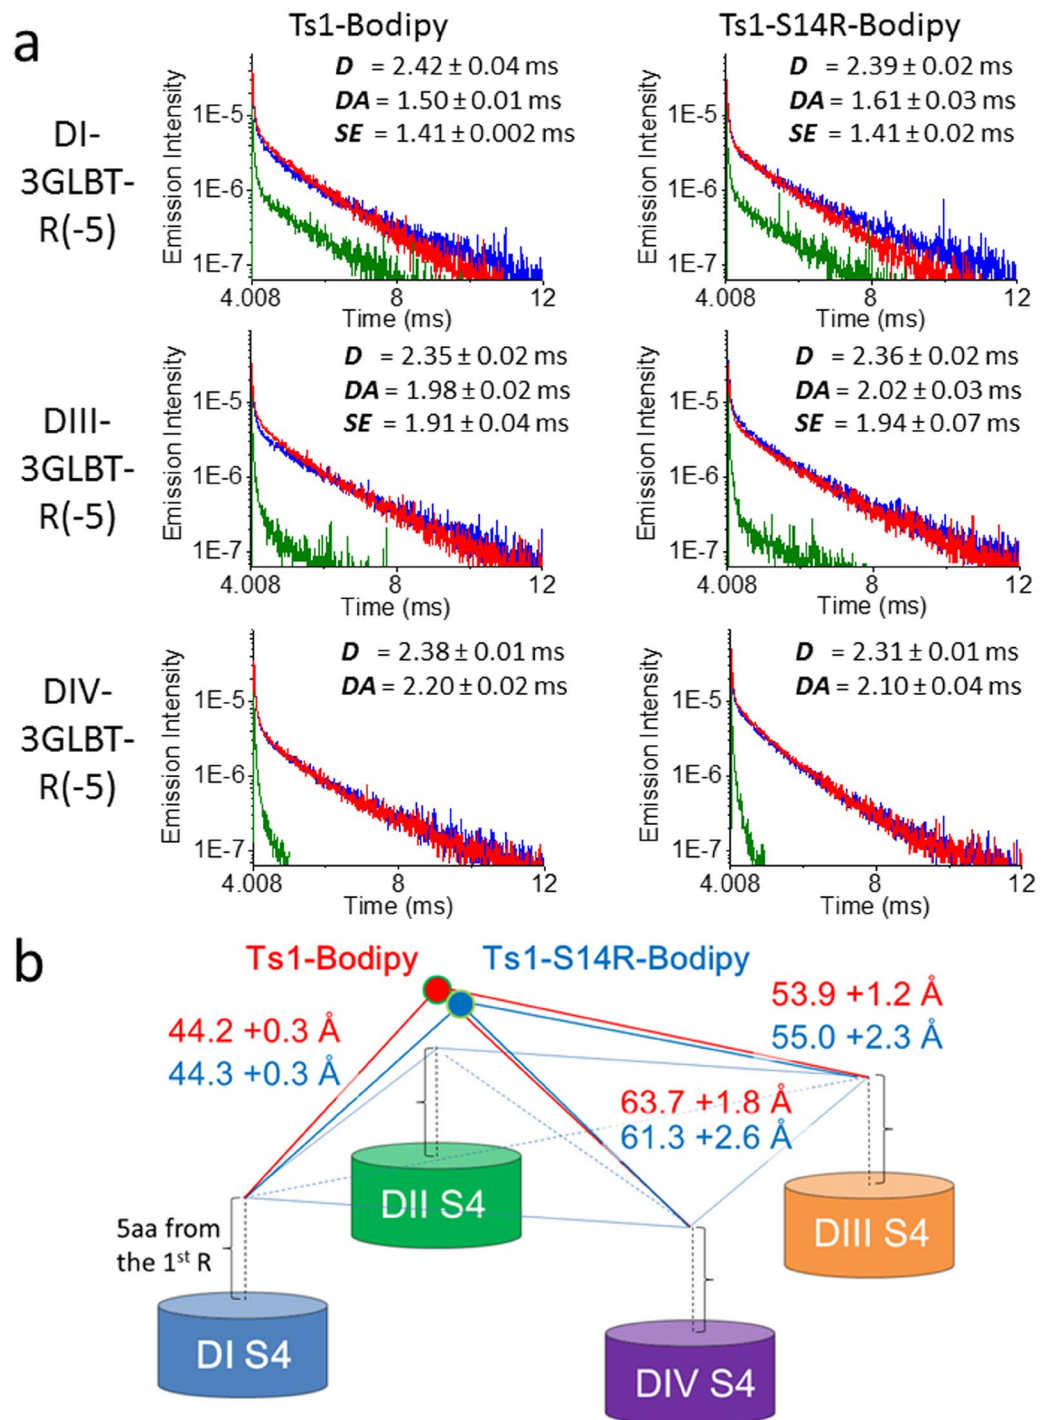 a
Ts1-Bodipy
Ts1-S14R-Bodipy
DI-
3GLBT-
R(-5)
Emission Intensity
1E-5
1E-6
1E-7
D = 2.42 ± 0.04 ms
DA = 1.50 ± 0.01 ms
SE = 1.41 ± 0.002 ms
4.008
8
12
Time (ms)
Emission Intensity
1E-5
1E-6
1E-7
D = 2.39 ± 0.02 ms
DA = 1.61 ± 0.03 ms
SE = 1.41 ± 0.02 ms
4.008
8
12
Time (ms)
DIII-
3GLBT-
R(-5)
Emission Intensity
1E-5
1E-6
1E-7
D = 2.35 ± 0.02 ms
DA = 1.98 ± 0.02 ms
SE = 1.91 ± 0.04 ms
4.008
8
12
Time (ms)
Emission Intensity
1E-5
1E-6
1E-7
D = 2.36 ± 0.02 ms
DA = 2.02 ± 0.03 ms
SE = 1.94 ± 0.07 ms
4.008
8
12
Time (ms)
DIV-
3GLBT-
R(-5)
Emission Intensity
1E-5
1E-6
1E-7
D = 2.38 ± 0.01 ms
DA = 2.20 ± 0.02 ms
4.008
8
12
Time (ms)
Emission Intensity
1E-5
1E-6
1E-7
D = 2.31 ± 0.01 ms
DA = 2.10 ± 0.04 ms
4.008
8
12
Time (ms)
b
Ts1-Bodipy
Ts1-S14R-Bodipy
44.2 +0.3 Å
44.3 +0.3 Å
53.9 +1.2 Å
55.0 +2.3 Å
63.7 +1.8 Å
61.3 +2.6 Å
5aa from
the 1st R
DII S4
DIII S4
DI S4
DIV S4